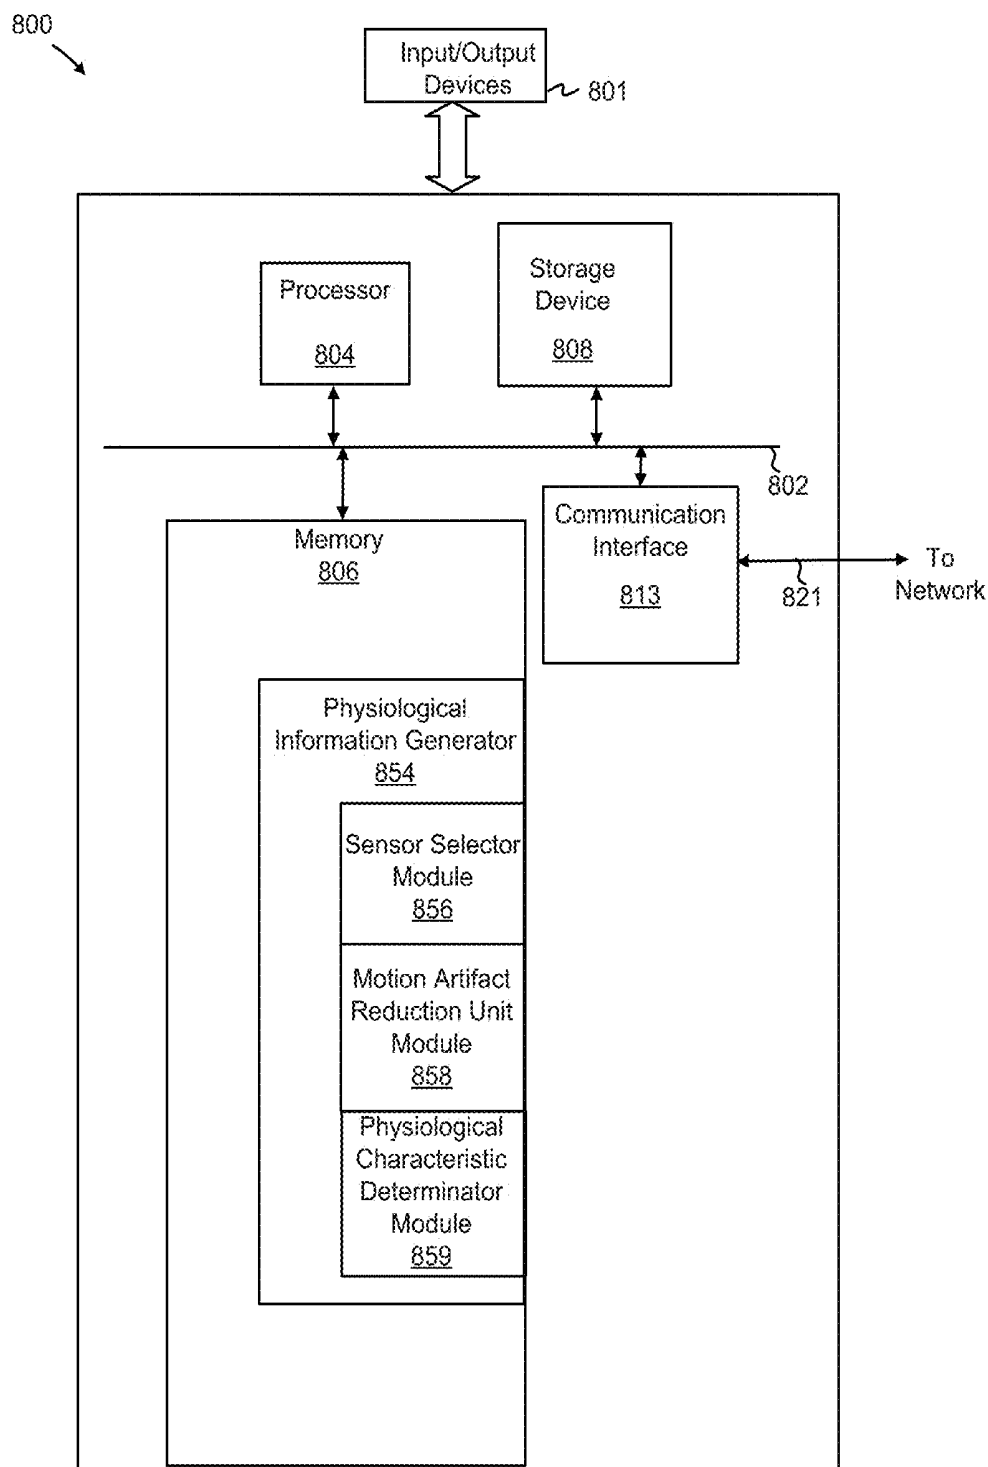 800
Input/Output
Devices
801
Processor
804
Storage
Device
808
802
Memory
806
Communication
Interface
813
821
To
Network
Physiological
Information Generator
854
Sensor Selector
Module
856
Motion Artifact
Reduction Unit
Module
858
Physiological
Characteristic
Determinator
Module
859